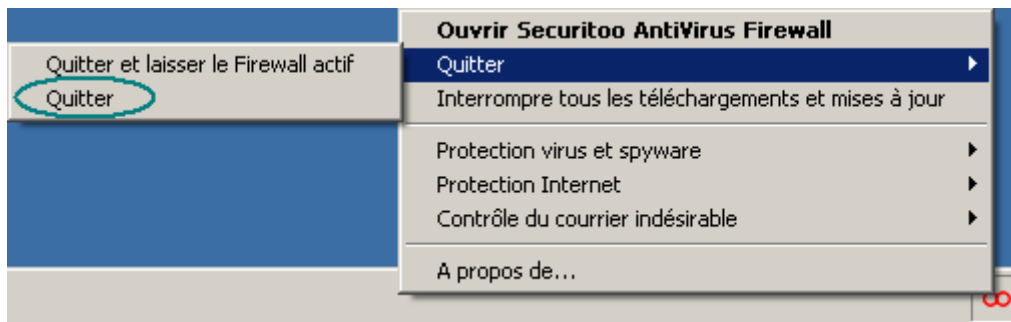 Ouvrir Securitoo AntiVirus Firewall
Quitter
Quitter et laisser le Firewall actif
Quitter
Interrompre tous les téléchargements et mises à jour
Protection virus et spyware
Protection Internet
Contrôle du courrier indésirable
A propos de...